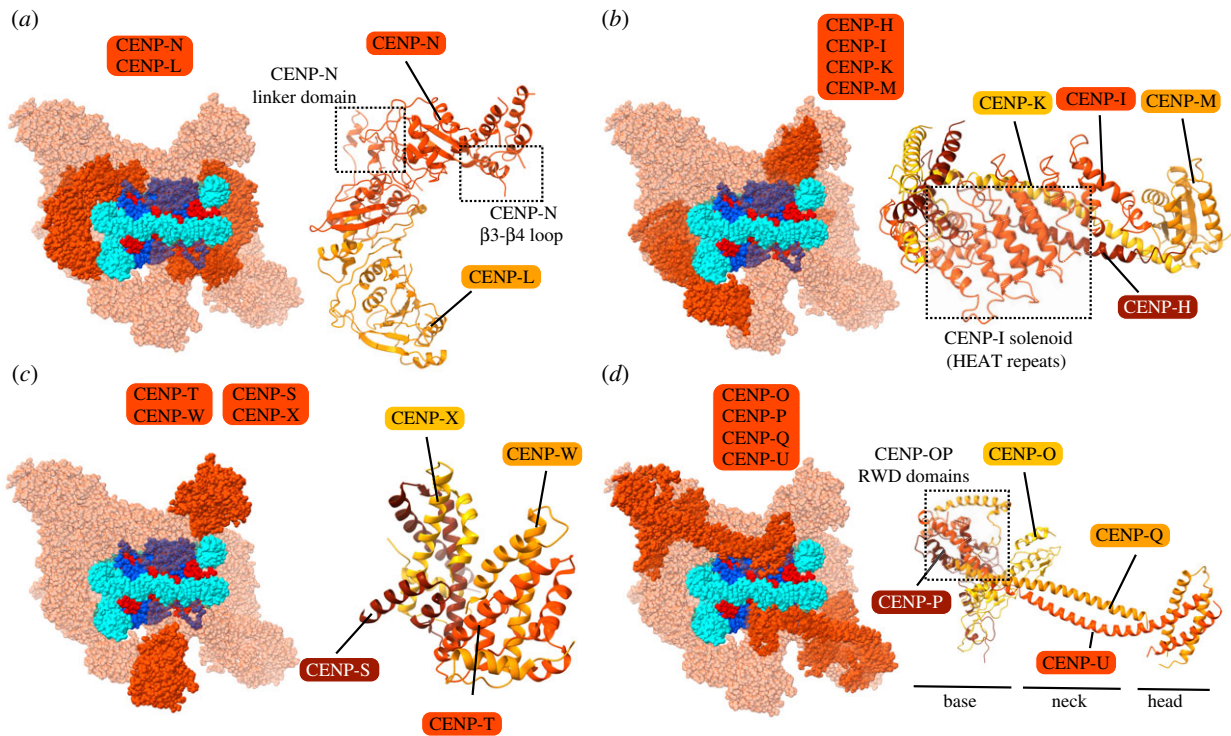 (a)
CENP-N
CENP-L
CENP-N
CENP-N
linker domain
CENP-N
β3-β4 loop
CENP-L
(b)
CENP-H
CENP-I
CENP-K
CENP-M
CENP-K
CENP-I
CENP-M
CENP-H
CENP-I solenoid
(HEAT repeats)
(c)
CENP-T
CENP-W
CENP-S
CENP-X
CENP-X
CENP-W
CENP-S
CENP-T
(d)
CENP-O
CENP-P
CENP-Q
CENP-U
CENP-OP
RWD domains
CENP-O
CENP-Q
CENP-P
CENP-U
base
neck
head